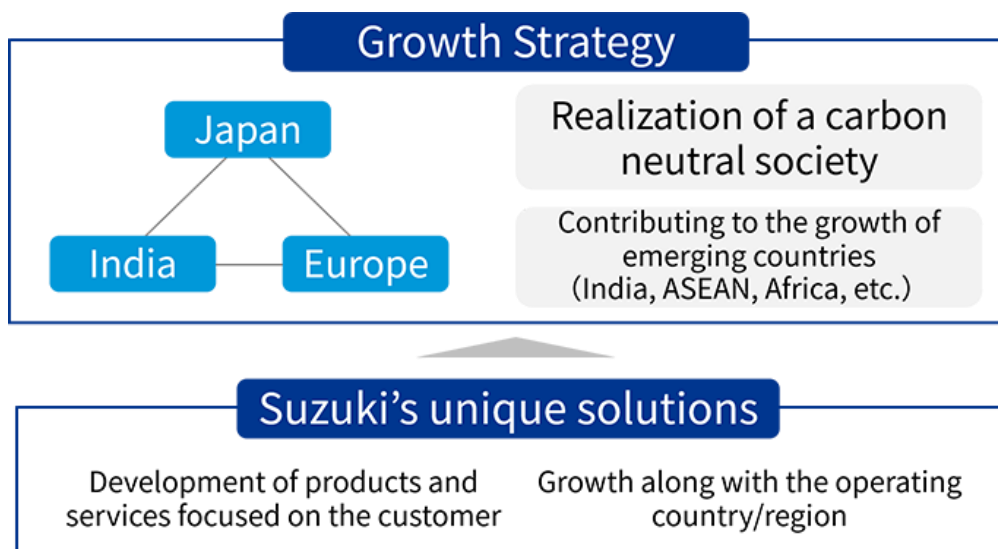 Growth Strategy
Japan
India
Europe
Realization of a carbon
neutral society
Contributing to the growth of
emerging countries
（India, ASEAN, Africa, etc.）
Suzuki’s unique solutions
Development of products and
services focused on the customer
Growth along with the operating
country/region